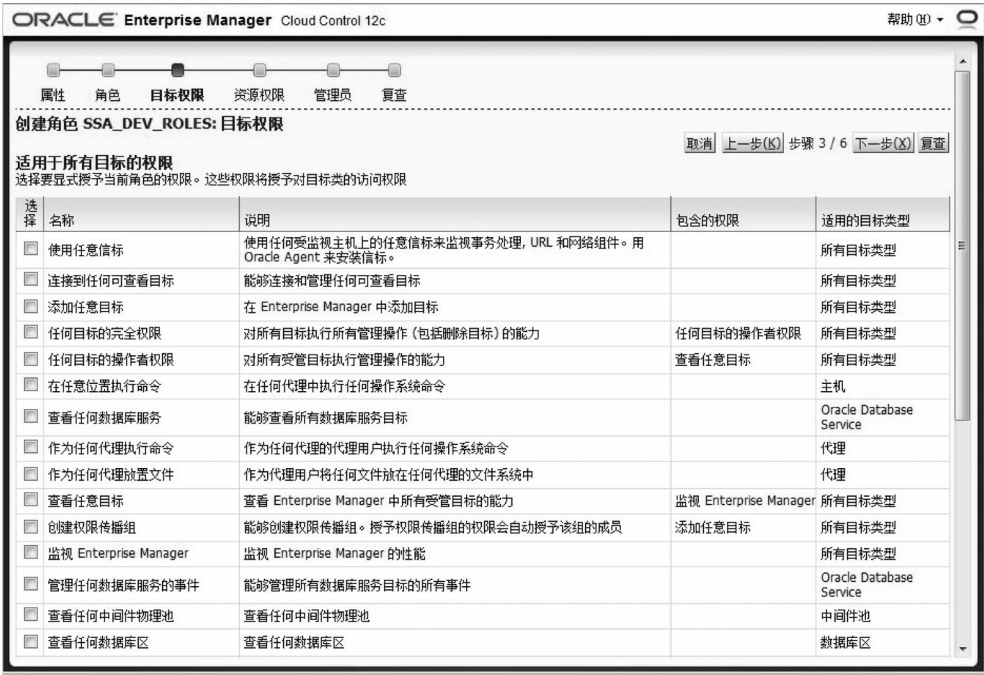 ORACLE Enterprise Manager Cloud Control 12c
帮助(H)
属性 角色 目标权限 资源权限 管理员 复查
创建角色 SSA_DEV_ROLES: 目标权限
取消 上一步(K) 步骤 3 / 6 下一步(X) 复查
适用于所有目标的权限
选择要显式授予当前角色的权限。这些权限将授予对目标类的访问权限
选择 名称 说明 包含的权限 适用的目标类型
使用任意信标 使用任何受监视主机上的任意信标来监视事务处理, URL 和网络组件。用 Oracle Agent 来安装信标。 所有目标类型
连接到任何可查看目标 能够连接和管理任何可查看目标 所有目标类型
添加任意目标 在 Enterprise Manager 中添加目标 所有目标类型
任何目标的完全权限 对所有目标执行所有管理操作 (包括删除目标) 的能力 任何目标的操作者权限 所有目标类型
任何目标的操作者权限 对所有受管目标执行管理操作的能力 查看任意目标 所有目标类型
在任意位置执行命令 在任何代理中执行任何操作系统命令 主机
查看任何数据库服务 能够查看所有数据库服务目标 Oracle Database Service
作为任何代理执行命令 作为任何代理的代理用户执行任何操作系统命令 代理
作为任何代理放置文件 作为代理用户将任何文件放在任何代理的文件系统中 代理
查看任意目标 查看 Enterprise Manager 中所有受管目标的能力 监视 Enterprise Manager 所有目标类型
创建权限传播组 能够创建权限传播组。授予权限传播组的权限会自动授予该组的成员 添加任意目标 所有目标类型
监视 Enterprise Manager 监视 Enterprise Manager 的性能 所有目标类型
管理任何数据库服务的事件 能够管理所有数据库服务目标的所有事件 Oracle Database Service
查看任何中间件物理池 查看任何中间件物理池 中间件池
查看任何数据库区 查看任何数据库区 数据库区